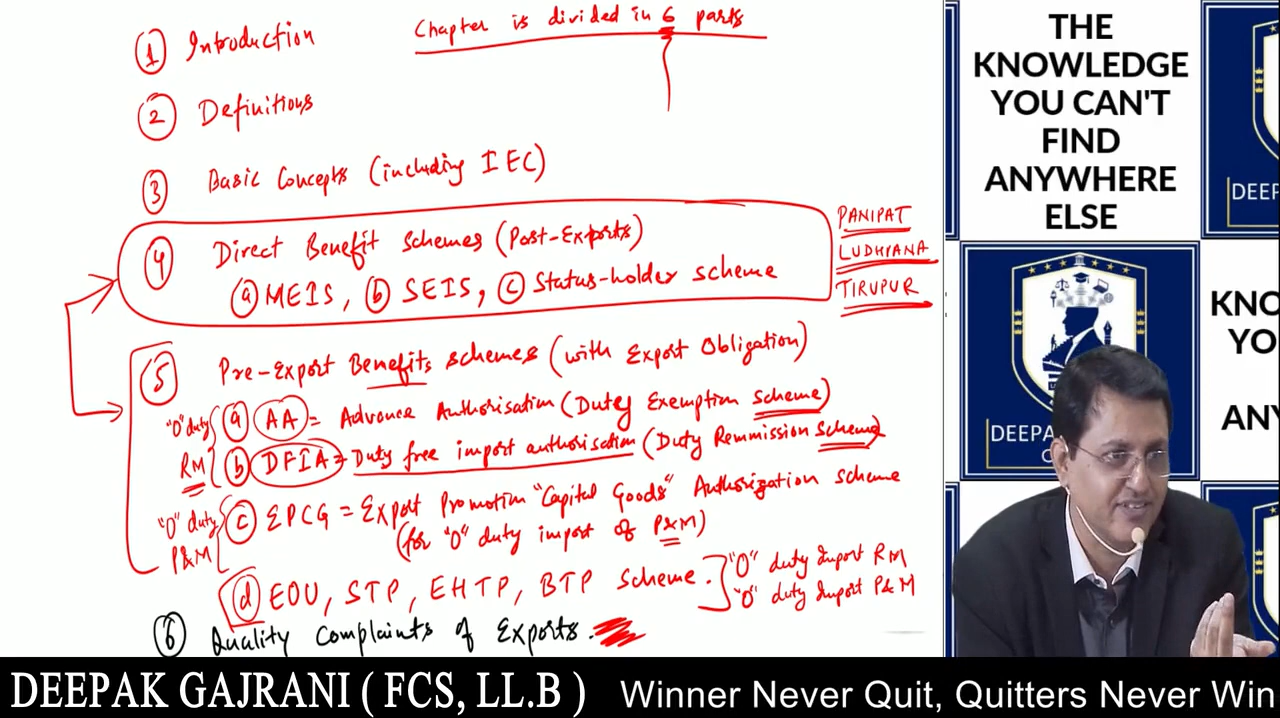 Chapter is divided in 6 parts
① Introduction
② Definitions
③ Basic Concepts (including IEC)
④ Direct Benefit Schemes (Post-Exports)
ⓐ MEIS, ⓑ SEIS, ⓒ Status-holder scheme
PANIPAT
LUDHIANA
TIRUPUR
⑤ Pre-Export Benefits schemes (with Export Obligation)
"0" duty
RM
ⓐ AA = Advance Authorisation (Duty Exemption scheme)
ⓑ DFIA = Duty free import authorisation (Duty Remmission scheme)
"0" duty
P&M
ⓒ EPCG = Export Promotion "Capital Goods" Authorization scheme
(for "0" duty import of P&M)
ⓓ EOU, STP, EHTP, BTP scheme.
"0" duty Import RM
"0" duty Import P&M
⑥ Quality Complaints of Exports.
THE
KNOWLEDGE
YOU CAN'T
FIND
ANYWHERE
ELSE
DEEP
KNO
YO
ANY
DEEPA
C
DEEPAK GAJRANI ( FCS, LL.B )
Winner Never Quit, Quitters Never Win